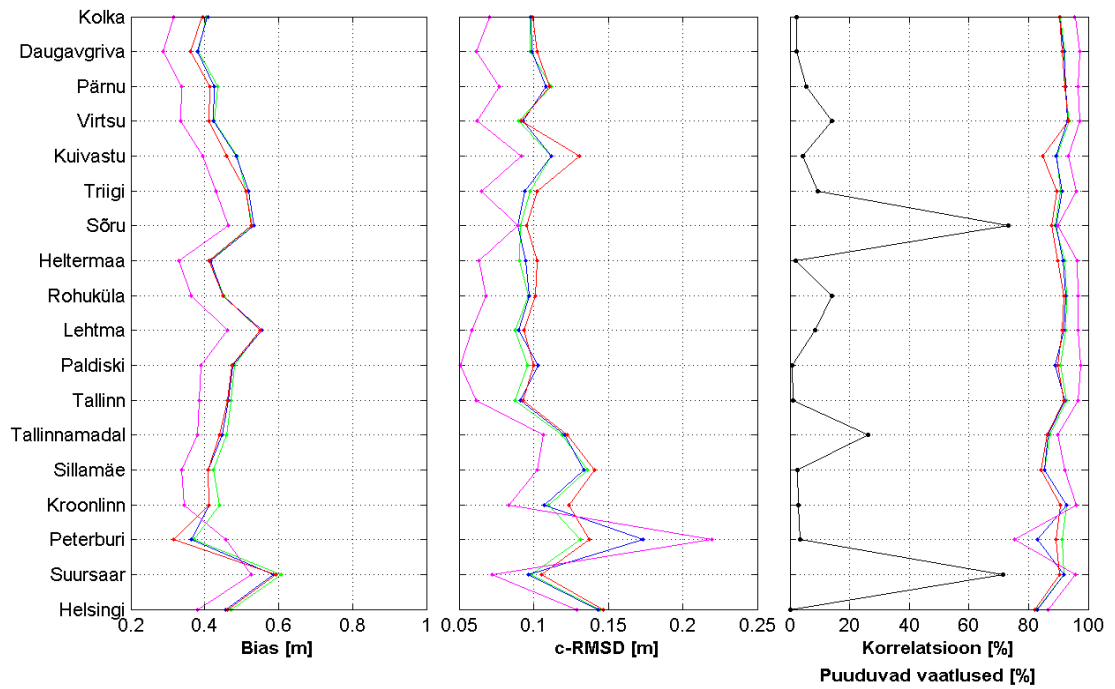 Kolka
Daugavgriva
Pärnu
Virtsu
Kuivastu
Triigi
Sõru
Heltermaa
Rohuküla
Lehtma
Paldiski
Tallinn
Tallinnamadal
Sillamäe
Kroonlinn
Peterburi
Suursaar
Helsingi
0.2 0.4 0.6 0.8 1
Bias [m]
0.05 0.1 0.15 0.2 0.25
c-RMSD [m]
0 20 40 60 80 100
Korrelatsioon [%]
Puuduvad vaatlused [%]